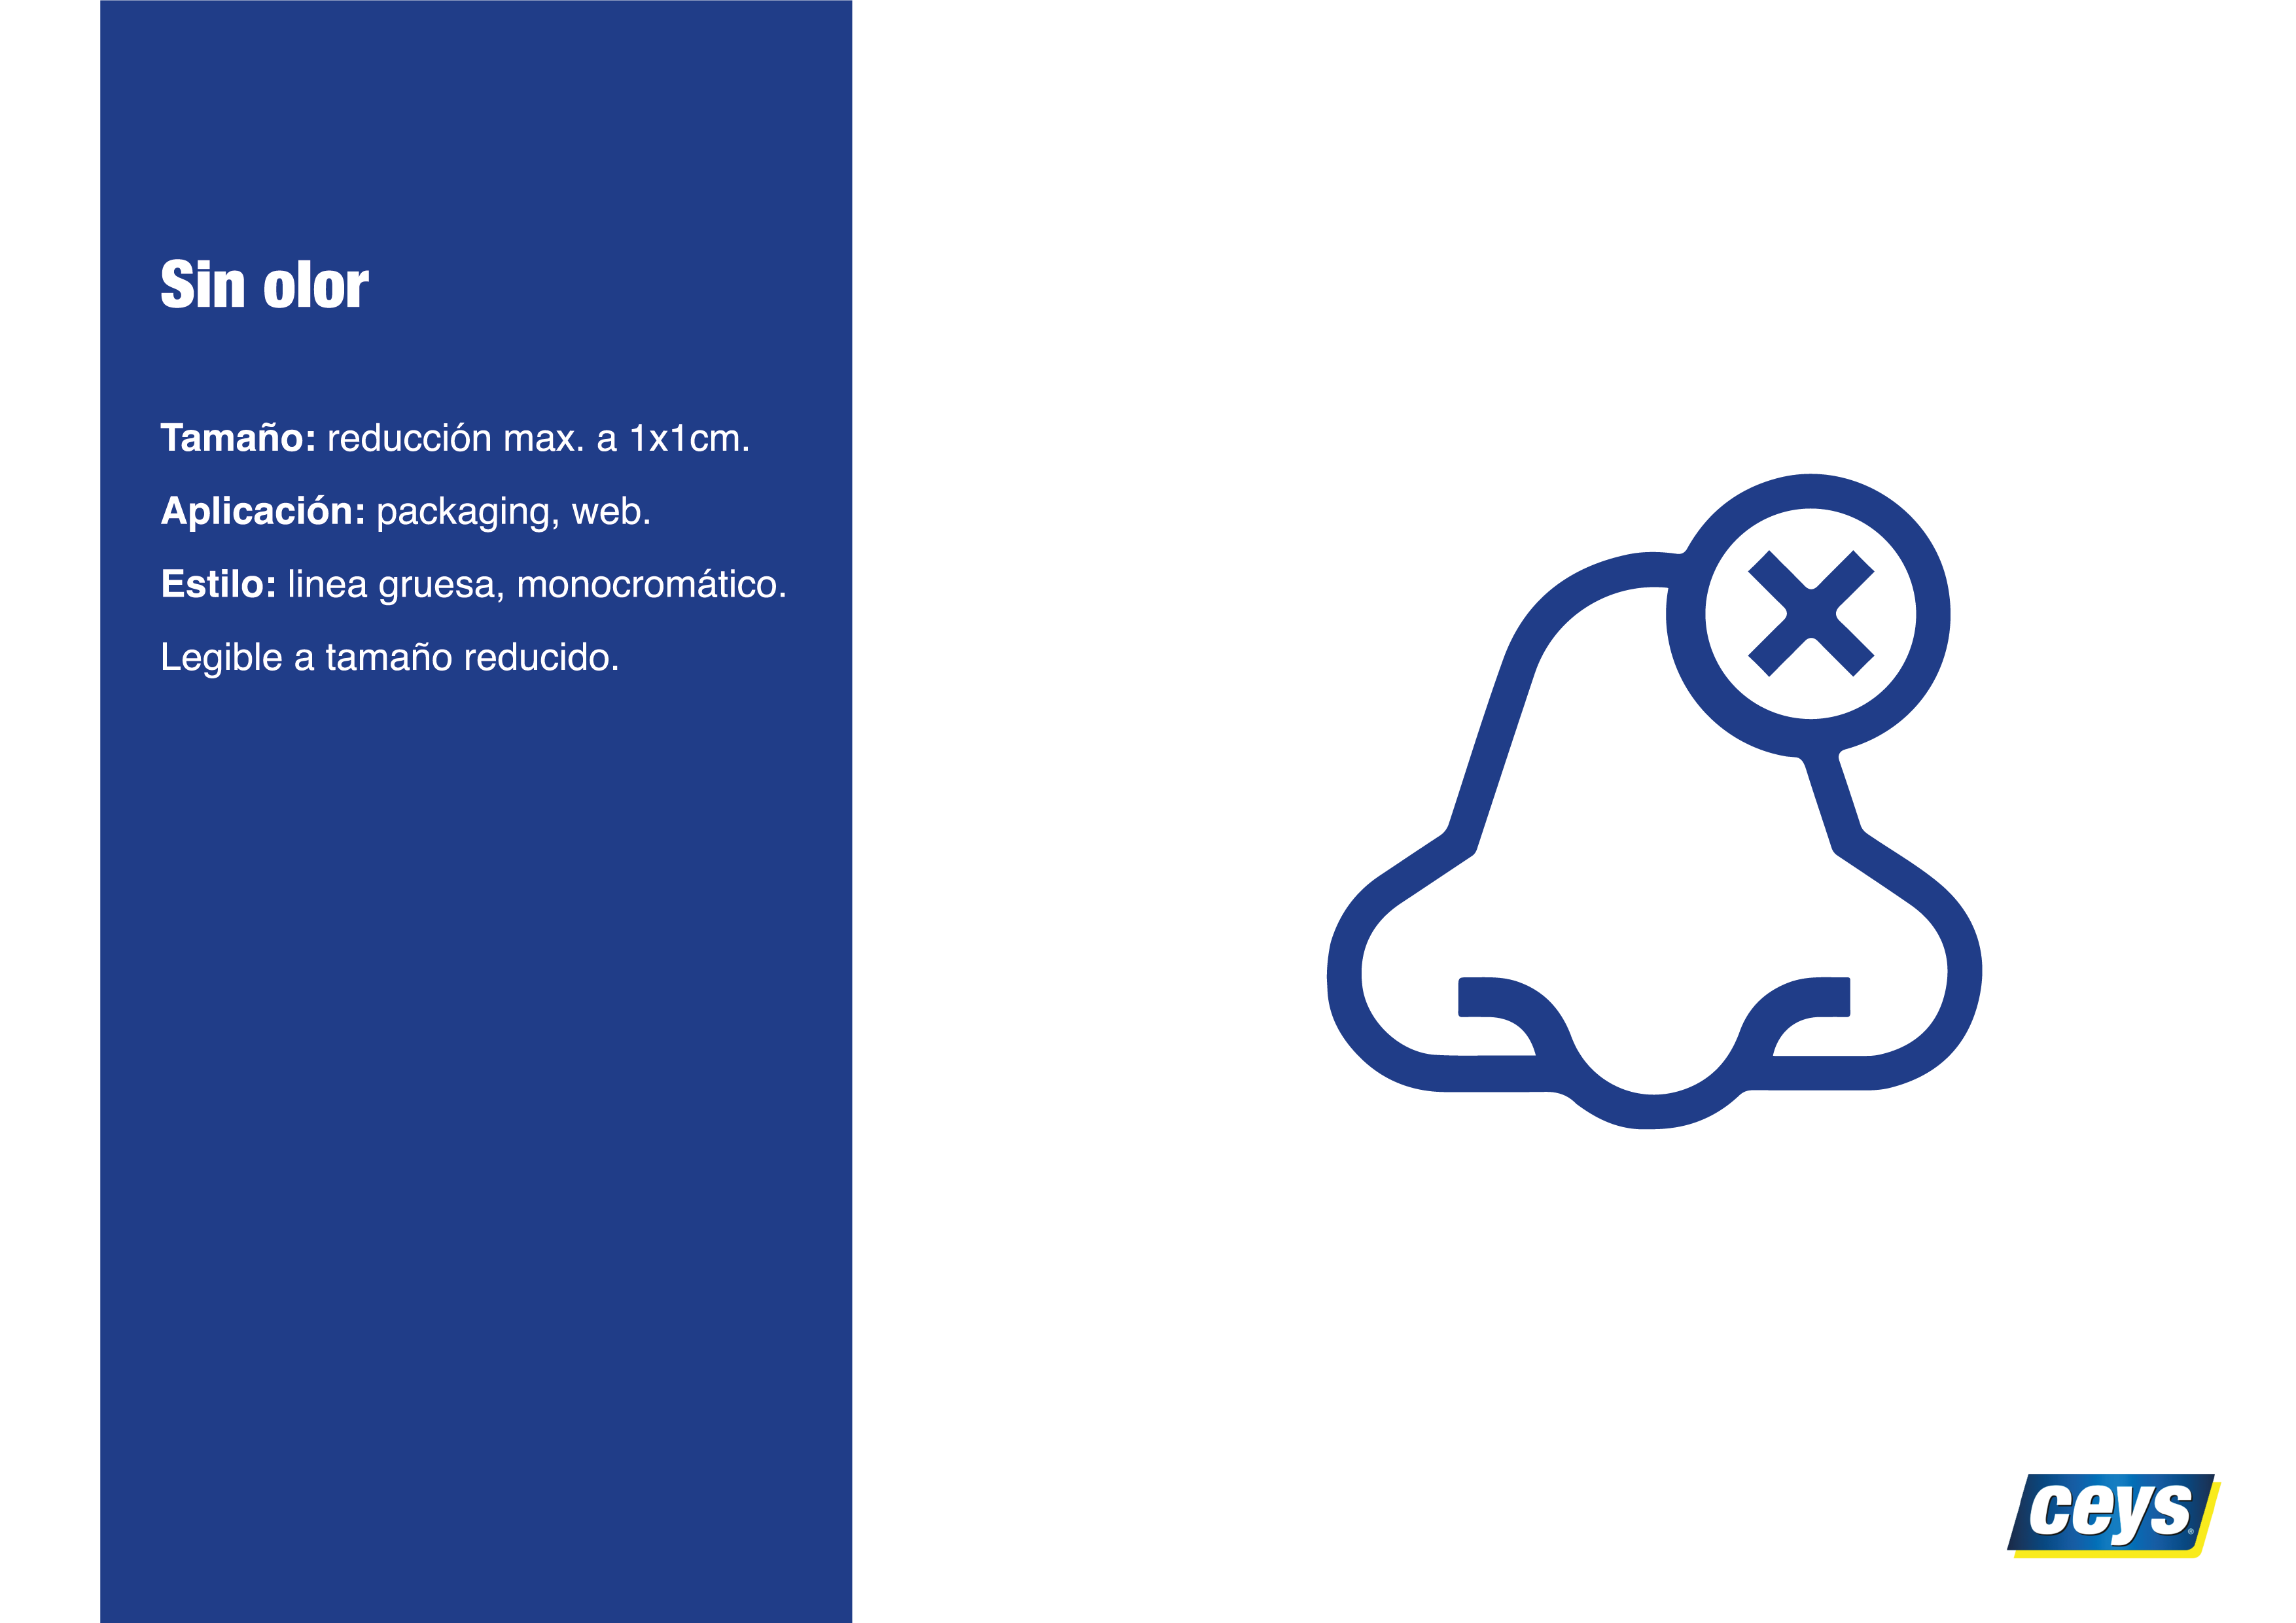 Sin olor
Tamaño: reducción max. a 1x1cm.
Aplicación: packaging, web.
Estilo: linea gruesa, monocromático.
Legible a tamaño reducido.
ceys®